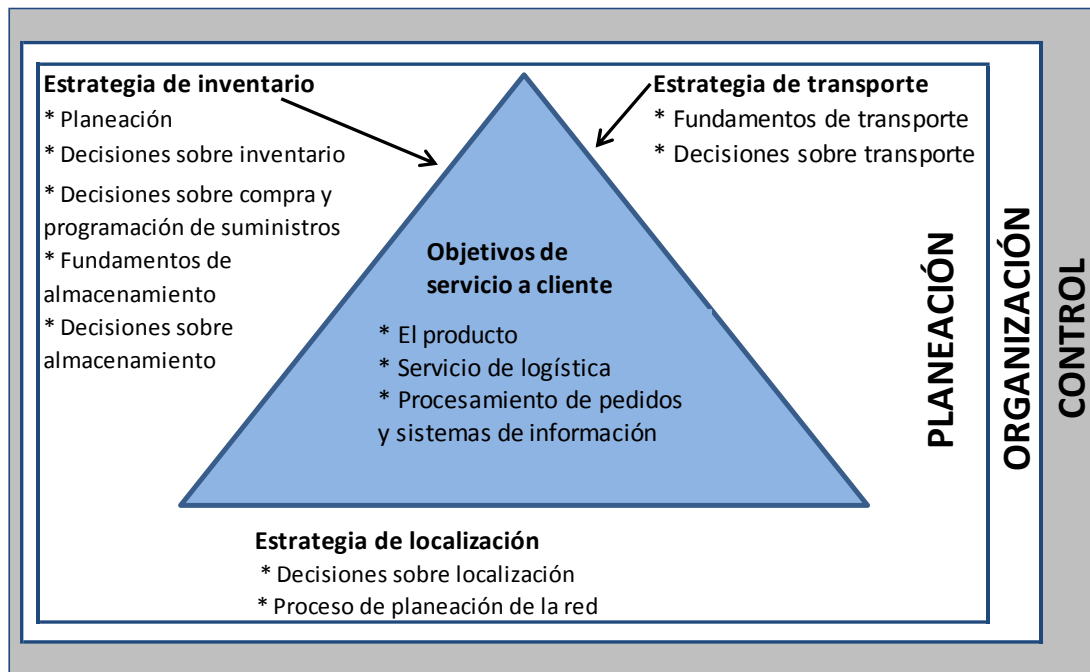 Estrategia de inventario
* Planeación
* Decisiones sobre inventario
* Decisiones sobre compra y
programación de suministros
* Fundamentos de
almacenamiento
* Decisiones sobre
almacenamiento
Estrategia de transporte
* Fundamentos de transporte
* Decisiones sobre transporte
Objetivos de
servicio a cliente
* El producto
* Servicio de logística
* Procesamiento de pedidos
y sistemas de información
Estrategia de localización
* Decisiones sobre localización
* Proceso de planeación de la red
PLANEACIÓN
ORGANIZACIÓN
CONTROL